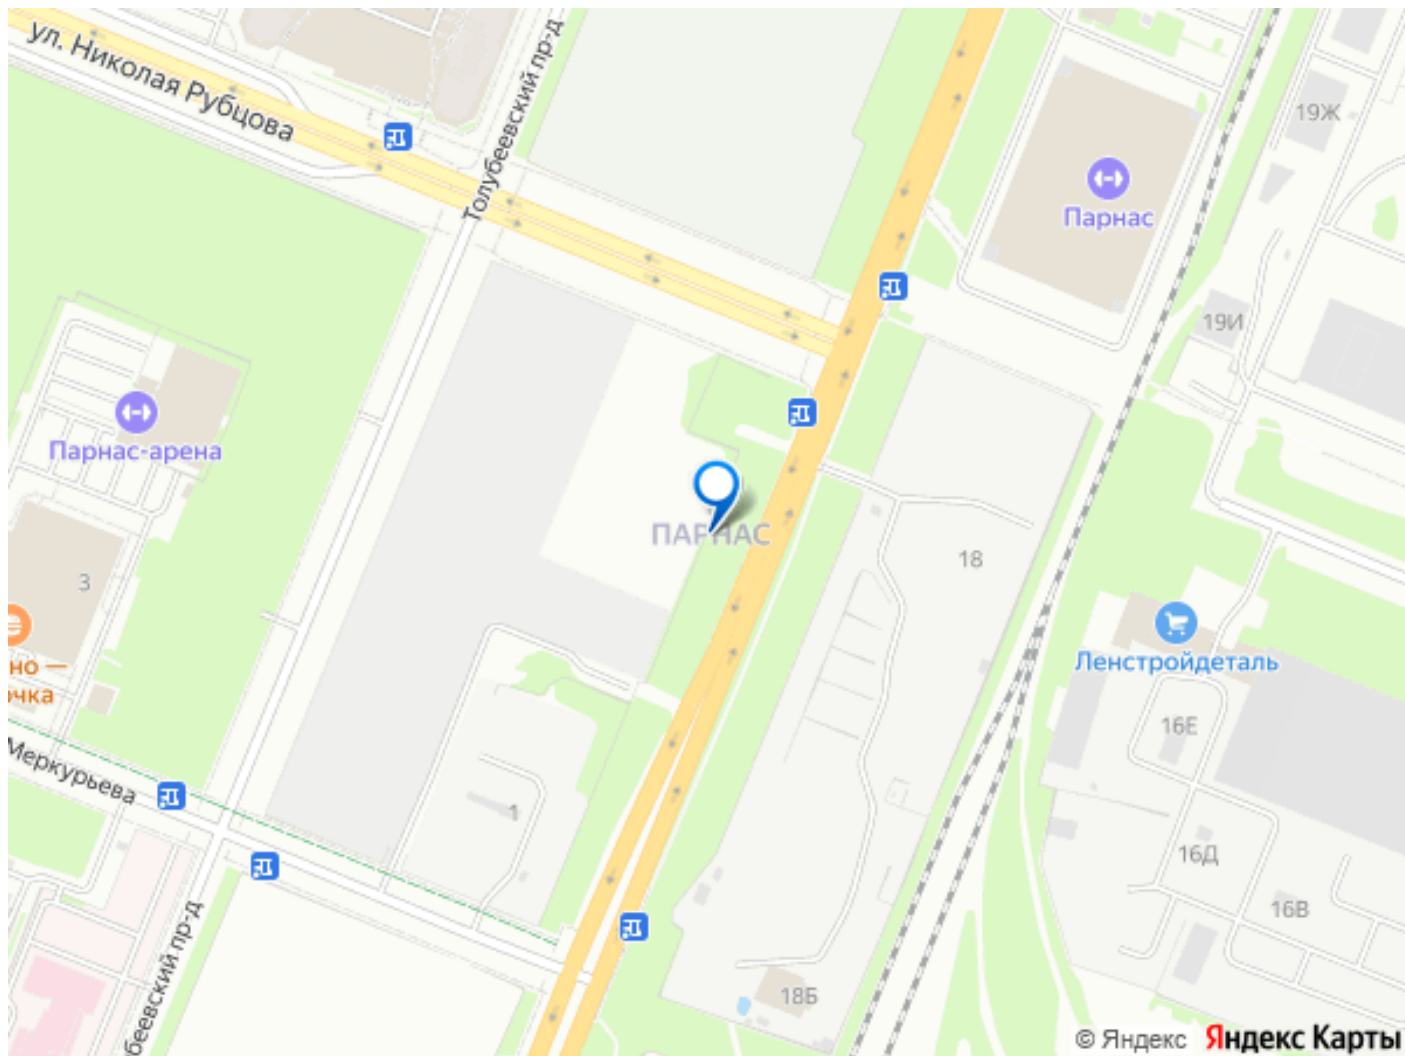 ул. Николая Рубцова
Толубеевский пр-д
19Ж
Парнас
19И
Парнас-арена
ПАРНАС
18
3
но —
очка
Ленстройдеталь
16Е
Меркурьева
1
16Д
16В
беевский пр-д
18Б
© Яндекс Яндекс Карты